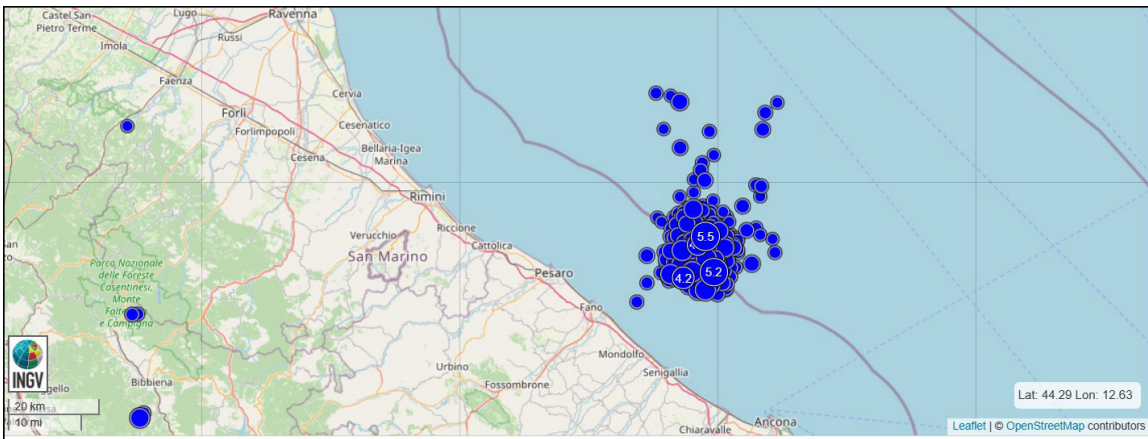 Castel San
Pietro Terme
Lugo
Ravenna
Russi
Imola
Faenza
Cervia
Forlì
Cesenatico
Forlimpopoli
Bellaria-Igea
Marina
Cesena
Rimini
Riccione
Verucchio
Cattolica
San Marino
Parco Nazionale
delle Foreste
Casentinesi,
Monte
e Campigna
Pesaro
Fano
5.5
5.2
4.2
Mondolfo
Urbino
Senigallia
Bibbiena
Fossombrone
INGV
20 km
10 mi
Chiaravalle
Ancona
Lat: 44.29 Lon: 12.63
Leaflet | © OpenStreetMap contributors